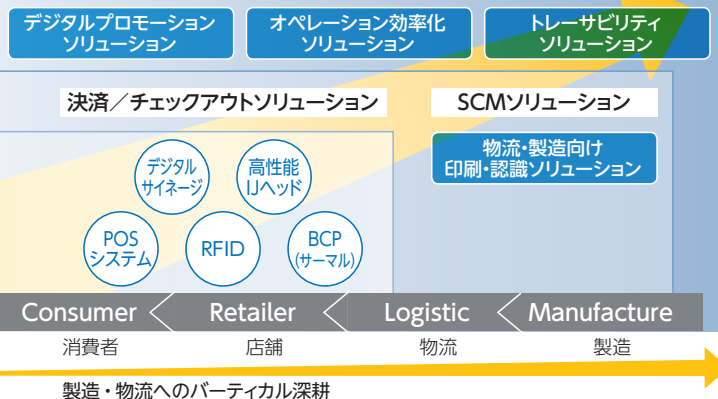 デジタルプロモーション
ソリューション
オペレーション効率化
ソリューション
トレーサビリティ
ソリューション
決済／チェックアウトソリューション
SCMソリューション
物流・製造向け
印刷・認識ソリューション
デジタル
サイネージ
高性能
IJヘッド
POS
システム
RFID
BCP
(サーマル)
Consumer
Retailer
Logistic
Manufacture
消費者
店舗
物流
製造
製造・物流へのバーティカル深耕